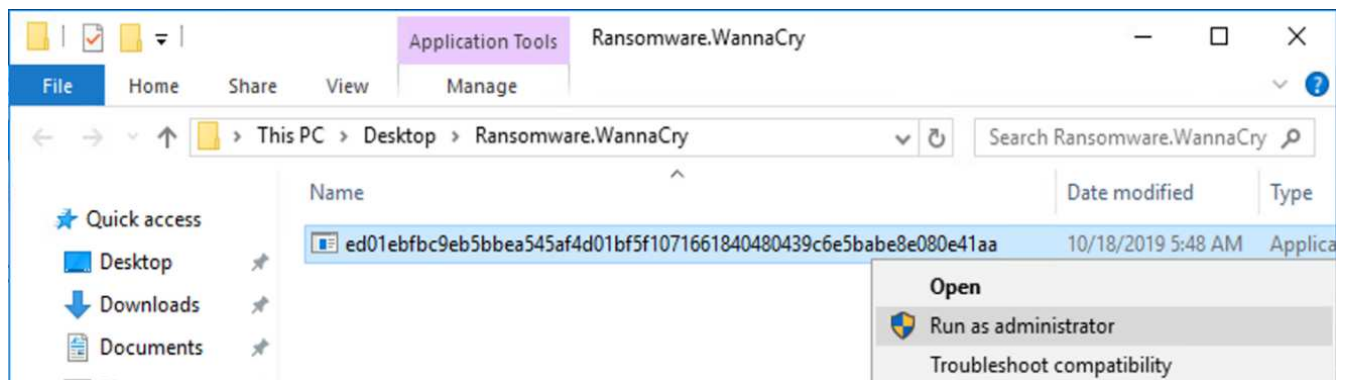 Application Tools Ransomware.WannaCry
File Home Share View Manage
This PC > Desktop > Ransomware.WannaCry Search Ransomware.WannaCry
Name Date modified Type
Quick access
ed01ebfbc9eb5bbea545af4d01bf5f1071661840480439c6e5babe8e080e41aa 10/18/2019 5:48 AM Applica
Desktop
Open
Downloads
Run as administrator
Documents
Troubleshoot compatibility